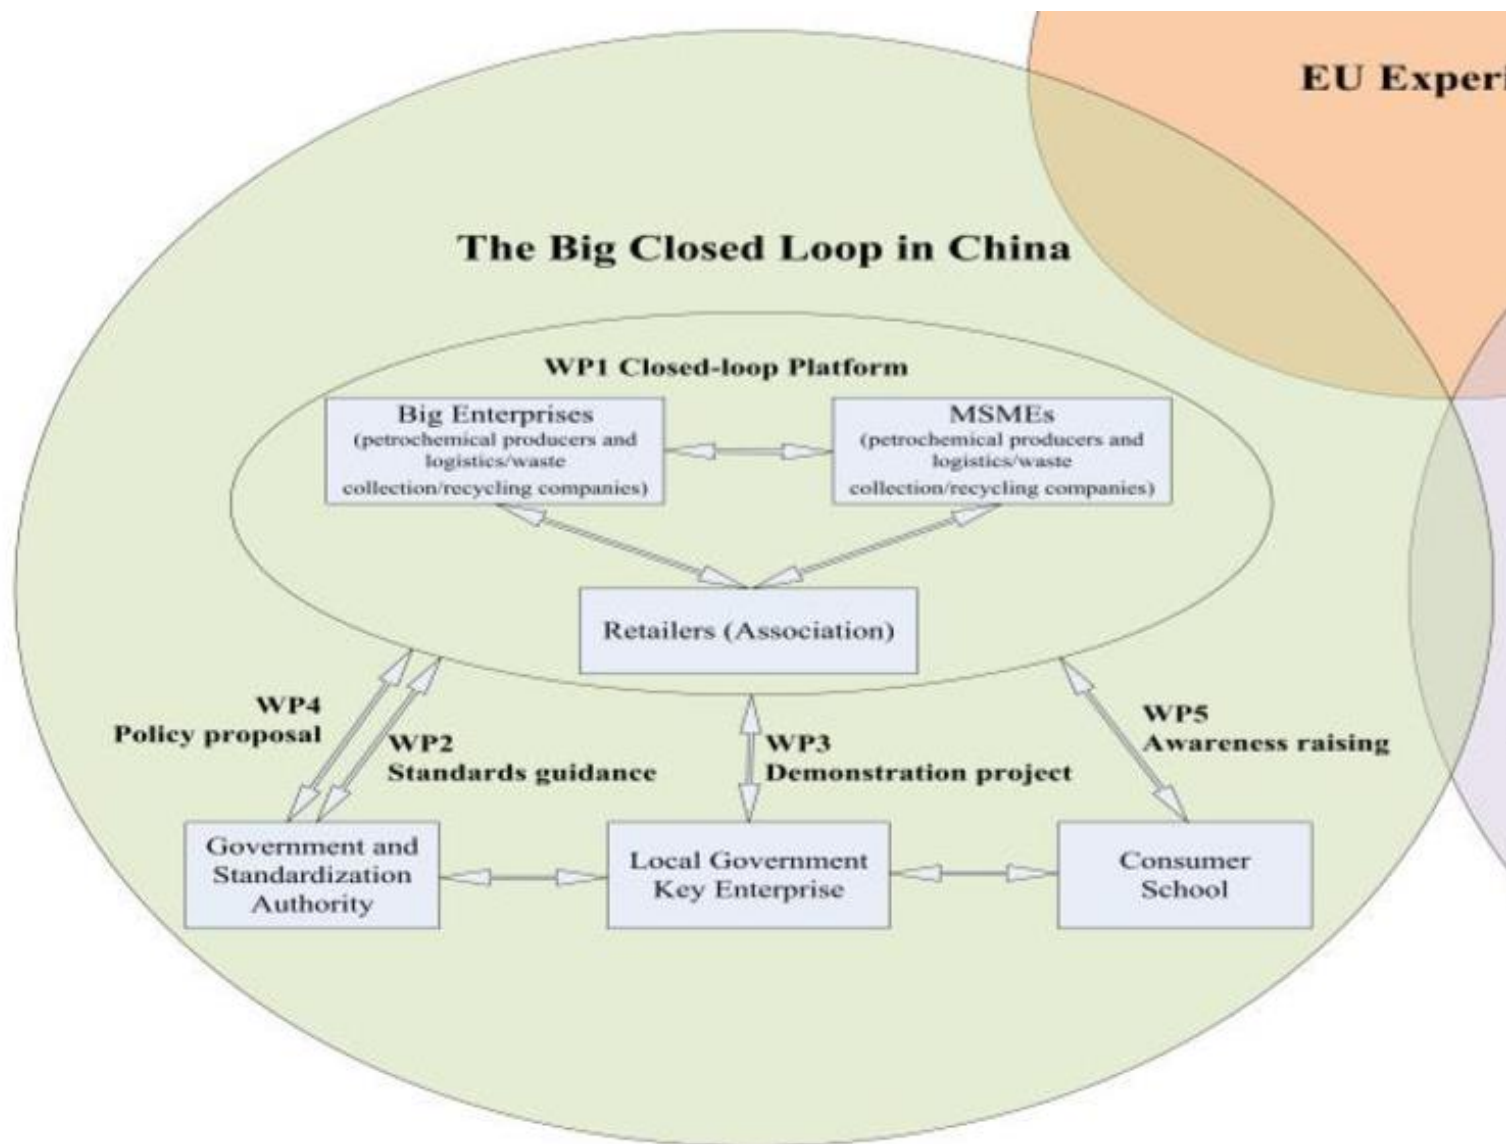 EU Experi
The Big Closed Loop in China
WP1 Closed-loop Platform
Big Enterprises
(petrochemical producers and
logistics/waste
collection/recycling companies)
MSMEs
(petrochemical producers and
logistics/waste
collection/recycling companies)
Retailers (Association)
WP4
Policy proposal
WP2
Standards guidance
WP3
Demonstration project
WP5
Awareness raising
Government and
Standardization
Authority
Local Government
Key Enterprise
Consumer
School